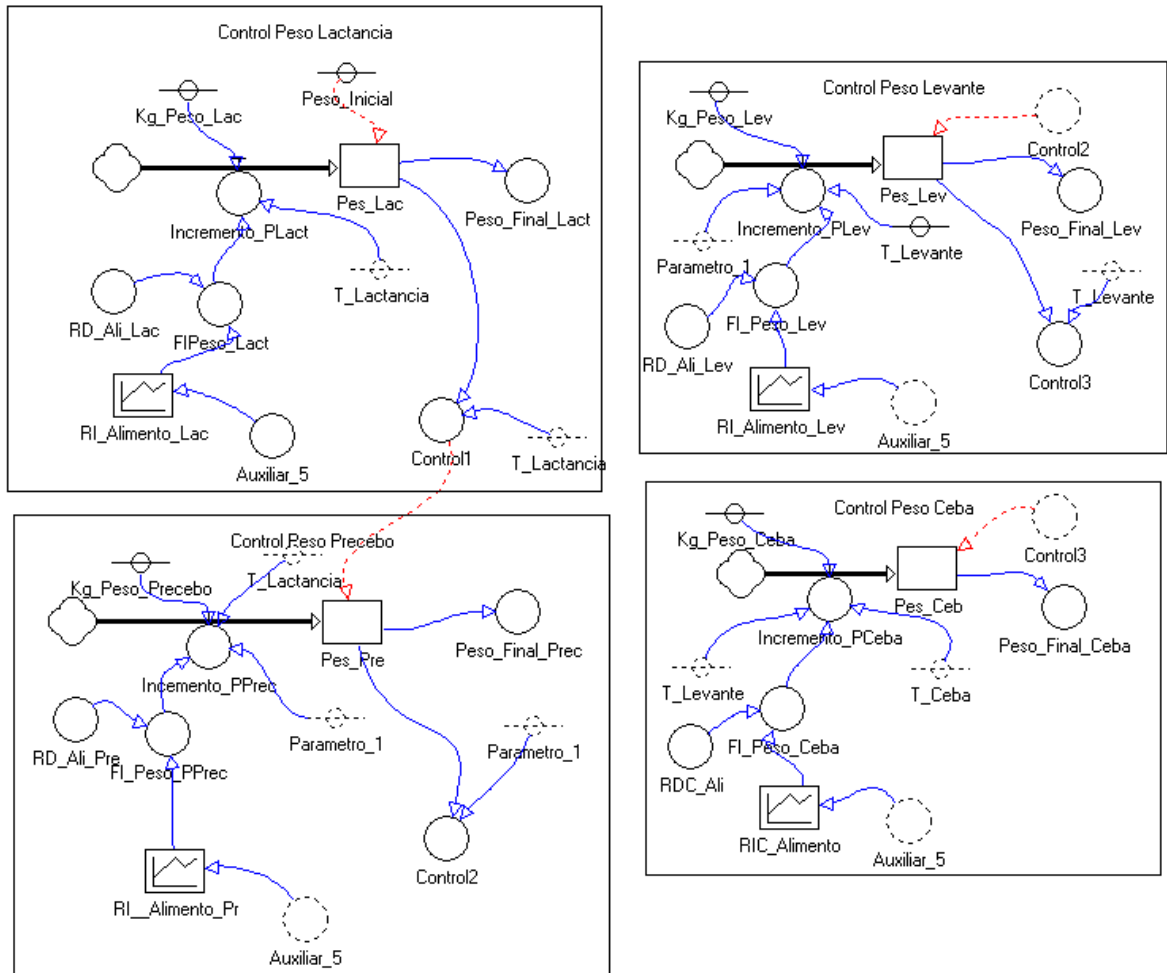 Control Peso Lactancia
Peso_Inicial
Kg_Peso_Lac
Pes_Lac
Peso_Final_Lact
Incremento_PLact
T_Lactancia
RD_Ali_Lac
FIPeso_Lact
RI_Alimento_Lac
Auxiliar_5
Control1
T_Lactancia
Control Peso Levante
Kg_Peso_Lev
Control2
Pes_Lev
Peso_Final_Lev
Incremento_PLev
Parametro_1
T_Levante
T_Levante
FI_Peso_Lev
RD_Ali_Lev
Control3
RI_Alimento_Lev
Auxiliar_5
Control Peso Precebo
T_Lactancia
Kg_Peso_Precebo
Pes_Pre
Peso_Final_Prec
Incemento_PPrec
Parametro_1
Parametro_1
RD_Ali_Pre
FI_Peso_PPrec
Control2
RI__Alimento_Pr
Auxiliar_5
Control Peso Ceba
Kg_Peso_Ceba
Control3
Pes_Ceb
Peso_Final_Ceba
Incremento_PCeba
T_Levante
T_Ceba
FI_Peso_Ceba
RDC_Ali
RIC_Alimento
Auxiliar_5